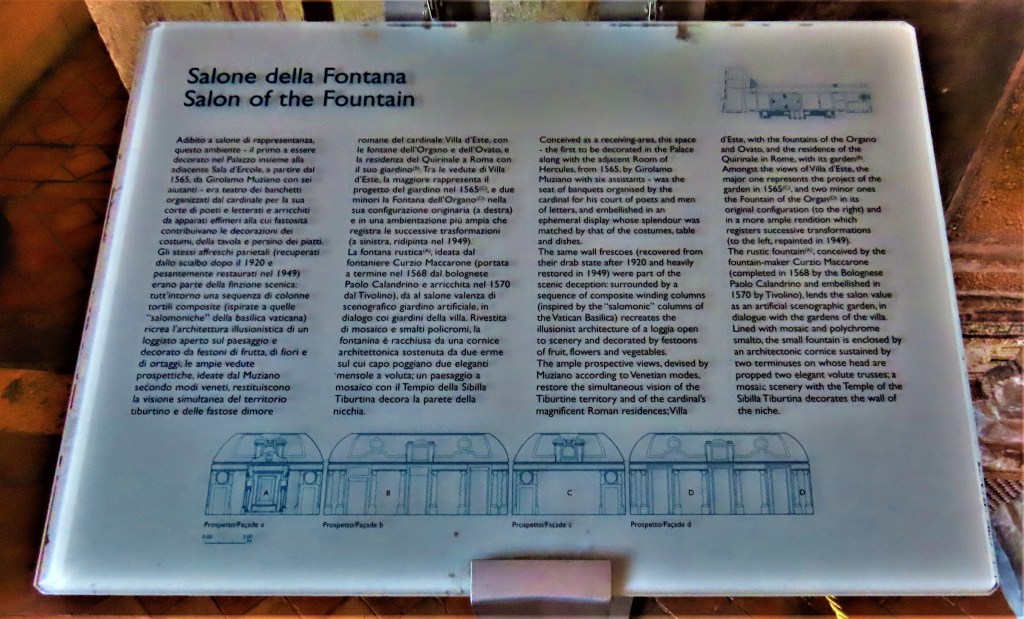 Salone della Fontana
Salon of the Fountain
Adibito a salone di rappresentanza,
questo ambiente - il primo a essere
decorato nel Palazzo insieme alla
adiacente Sala d'Ercole, a partire dal
1565, da Girolamo Muziano con sei
aiutanti - era teatro dei banchetti
organizzati dal cardinale per la sua
corte di poeti e letterati e arricchiti
da apparati effimeri alla cui fastosità
contribuivano le decorazioni dei
costumi, della tavola e persino dei piatti.
Gli stessi affreschi parietali (recuperati
dallo scialbo dopo il 1920 e
pesantemente restaurati nel 1949)
erano parte della finzione scenica:
tutt'intorno una sequenza di colonne
tortili composite (ispirate a quelle
"salomoniche" della basilica vaticana)
ricrea l'architettura illusionistica di un
loggiato aperto sul paesaggio e
decorato da festoni di frutta, di fiori e
di ortaggi, le ampie vedute
prospettiche, ideate dal Muziano
secondo modi veneti, restituiscono
la visione simultanea del territorio
tiburtino e delle fastose dimore
romane del cardinale: Villa d'Este, con
le fontane dell'Organo e dell'Ovato, e
la residenza del Quirinale a Roma con
il suo giardino(B). Tra le vedute di Villa
d'Este, la maggiore rappresenta il
progetto del giardino nel 1565(C), e due
minori la Fontana dell'Organo(D) nella
sua configurazione originaria (a destra)
e in una ambientazione più ampia che
registra le successive trasformazioni
(a sinistra, ridipinta nel 1949).
La fontana rustica(A), ideata dal
fontaniere Curzio Maccarone (portata
a termine nel 1568 dal bolognese
Paolo Calandrino e arricchita nel 1570
dal Tivolino), da al salone valenza di
scenografico giardino artificiale, in
dialogo coi giardini della villa. Rivestita
di mosaico e smalti policromi, la
fontanina è racchiusa da una cornice
architettonica sostenuta da due erme
sul cui capo poggiano due eleganti
mensole a voluta; un paesaggio a
mosaico con il Tempio della Sibilla
Tiburtina decora la parete della
nicchia.
Conceived as a receiving-area, this space
- the first to be decorated in the Palace
along with the adjacent Room of
Hercules, from 1565, by Girolamo
Muziano with six assistants - was the
seat of banquets organised by the
cardinal for his court of poets and men
of letters, and embellished in an
ephemeral display whose splendour was
matched by that of the costumes, table
and dishes.
The same wall frescoes (recovered from
their drab state after 1920 and heavily
restored in 1949) were part of the
scenic deception: surrounded by a
sequence of composite winding columns
(inspired by the "salomonic" columns of
the Vatican Basilica) recreates the
illusionist architecture of a loggia open
to scenery and decorated by festoons
of fruit, flowers and vegetables.
The ample prospective views, devised by
Muziano according to Venetian modes,
restore the simultaneous vision of the
Tiburtine territory and of the cardinal's
magnificent Roman residences; Villa
d'Este, with the fountains of the Organo
and Ovato, and the residence of the
Quirinale in Rome, with its garden(B).
Amongst the views of Villa d'Este, the
major one represents the project of the
garden in 1565(C), and two minor ones
the Fountain of the Organ(D) in its
original configuration (to the right) and
in a more ample rendition which
registers successive transformations
(to the left, repainted in 1949).
The rustic fountain(A), conceived by the
fountain-maker Curzio Maccarone
(completed in 1568 by the Bolognese
Paolo Calandrino and embellished in
1570 by Tivolino), lends the salon value
as an artificial scenographic garden, in
dialogue with the gardens of the villa.
Lined with mosaic and polychrome
smalto, the small fountain is enclosed by
an architectonic cornice sustained by
two terminuses on whose head are
propped two elegant volute trusses; a
mosaic scenery with the Temple of the
Sibilla Tiburtina decorates the wall of
the niche.
A
B
C
D
D
Prospetto/Façade a
Prospetto/Façade b
Prospetto/Façade c
Prospetto/Façade d